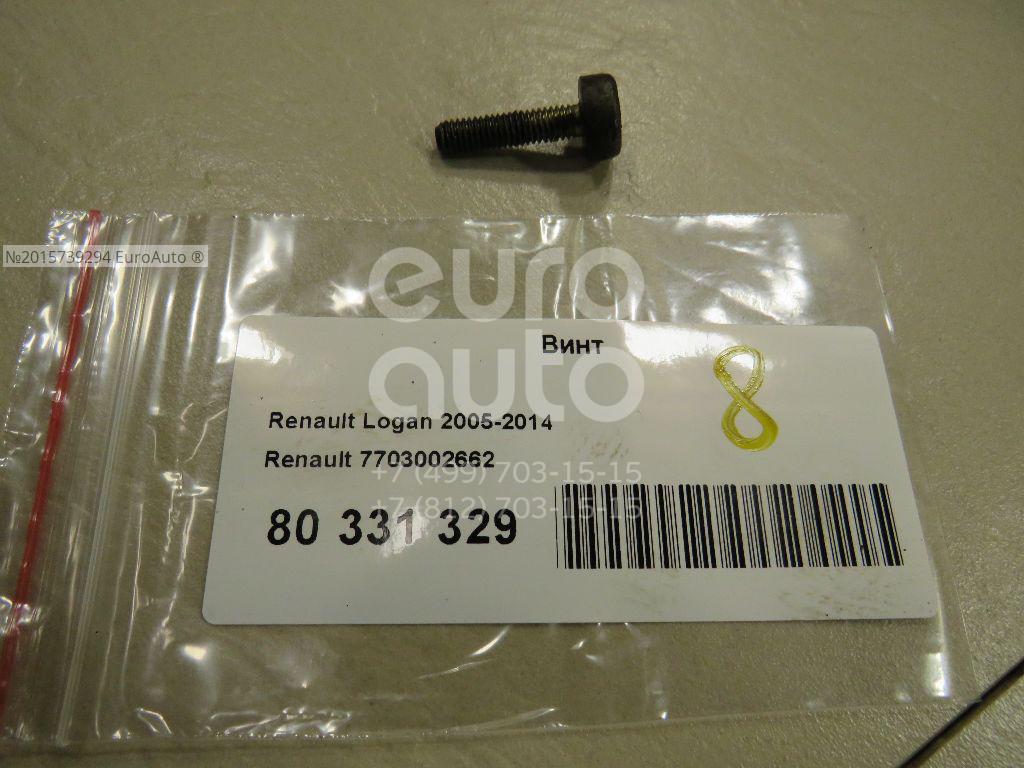 №2015739294 EuroAuto ®
euro
auto
Винт
8
Renault Logan 2005-2014
Renault 7703002662
+7 (499) 703-15-15
+7 (812) 703-15-15
80 331 329